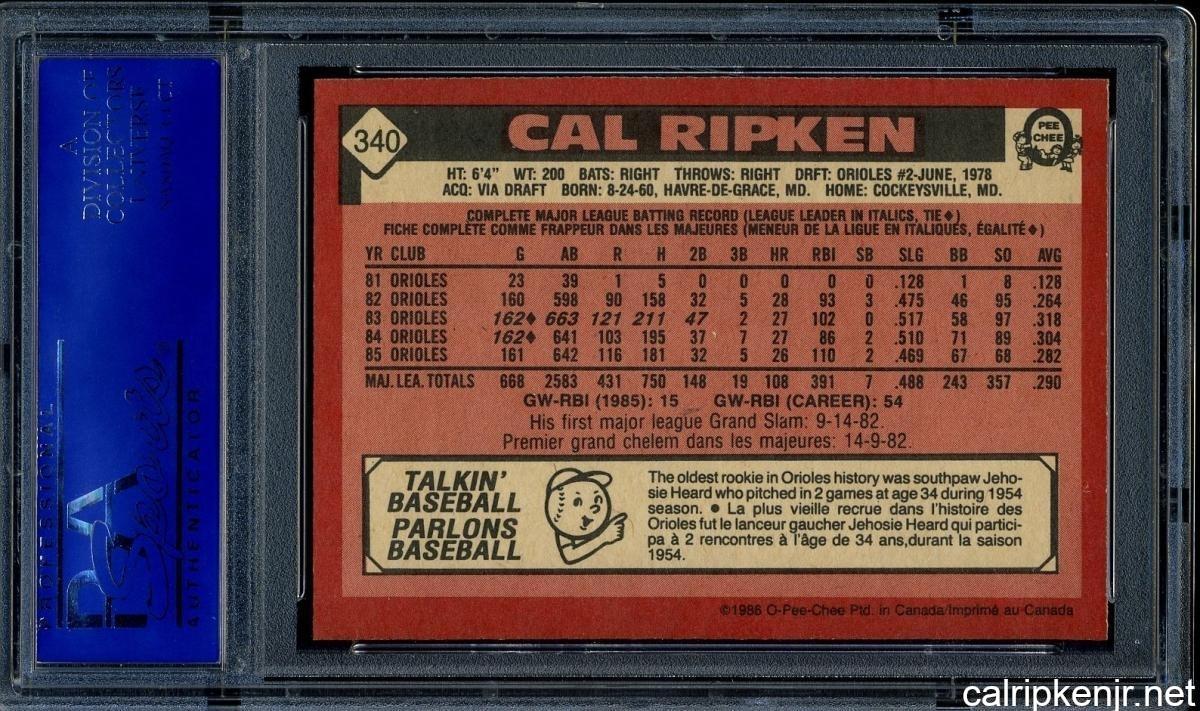 A
DIVISION OF
COLLECTORS
UNIVERSE
NASDAQ: CLCT
PROFESSIONAL
PSA
AUTHENTICATOR
340
CAL RIPKEN
PEE
CHEE
HT: 6'4" WT: 200 BATS: RIGHT THROWS: RIGHT DRFT: ORIOLES #2-JUNE, 1978
ACQ: VIA DRAFT BORN: 8-24-60, HAVRE-DE-GRACE, MD. HOME: COCKEYSVILLE, MD.
COMPLETE MAJOR LEAGUE BATTING RECORD (LEAGUE LEADER IN ITALICS, TIE ♦)
FICHE COMPLÈTE COMME FRAPPEUR DANS LES MAJEURES (MENEUR DE LA LIGUE EN ITALIQUES, ÉGALITÉ ♦)
YR CLUB G AB R H 2B 3B HR RBI SB SLG BB SO AVG
81 ORIOLES 23 39 1 5 0 0 0 0 0 .128 1 8 .128
82 ORIOLES 160 598 90 158 32 5 28 93 3 .475 46 95 .264
83 ORIOLES 162♦ 663 121 211 47 2 27 102 0 .517 58 97 .318
84 ORIOLES 162♦ 641 103 195 37 7 27 86 2 .510 71 89 .304
85 ORIOLES 161 642 116 181 32 5 26 110 2 .469 67 68 .282
MAJ. LEA. TOTALS 668 2583 431 750 148 19 108 391 7 .488 243 357 .290
GW-RBI (1985): 15 GW-RBI (CAREER): 54
His first major league Grand Slam: 9-14-82.
Premier grand chelem dans les majeures: 14-9-82.
TALKIN'
BASEBALL
PARLONS
BASEBALL
The oldest rookie in Orioles history was southpaw Jeho-
sie Heard who pitched in 2 games at age 34 during 1954
season. ● La plus vieille recrue dans l'histoire des
Orioles fut le lanceur gaucher Jehosie Heard qui partici-
pa à 2 rencontres à l'âge de 34 ans,durant la saison
1954.
©1986 O-Pee-Chee Ptd. in Canada/Imprimé au Canada
calripkenjr.net